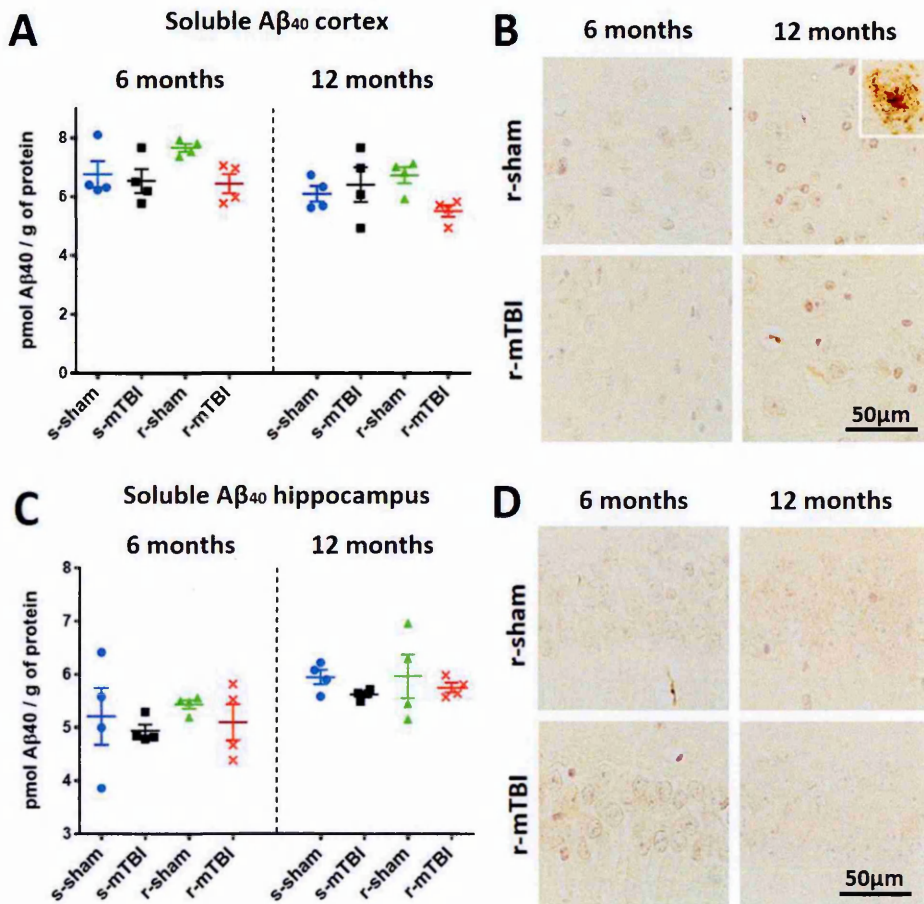 A
Soluble Aβ₄₀ cortex
6 months
12 months
pmol Aβ40 / g of protein
8
6
4
2
0
s-sham
s-mTBI
r-sham
r-mTBI
s-sham
s-mTBI
r-sham
r-mTBI
B
6 months
12 months
r-sham
r-mTBI
50μm
C
Soluble Aβ₄₀ hippocampus
6 months
12 months
pmol Aβ40 / g of protein
8
7
6
5
4
3
s-sham
s-mTBI
r-sham
r-mTBI
s-sham
s-mTBI
r-sham
r-mTBI
D
6 months
12 months
r-sham
r-mTBI
50μm